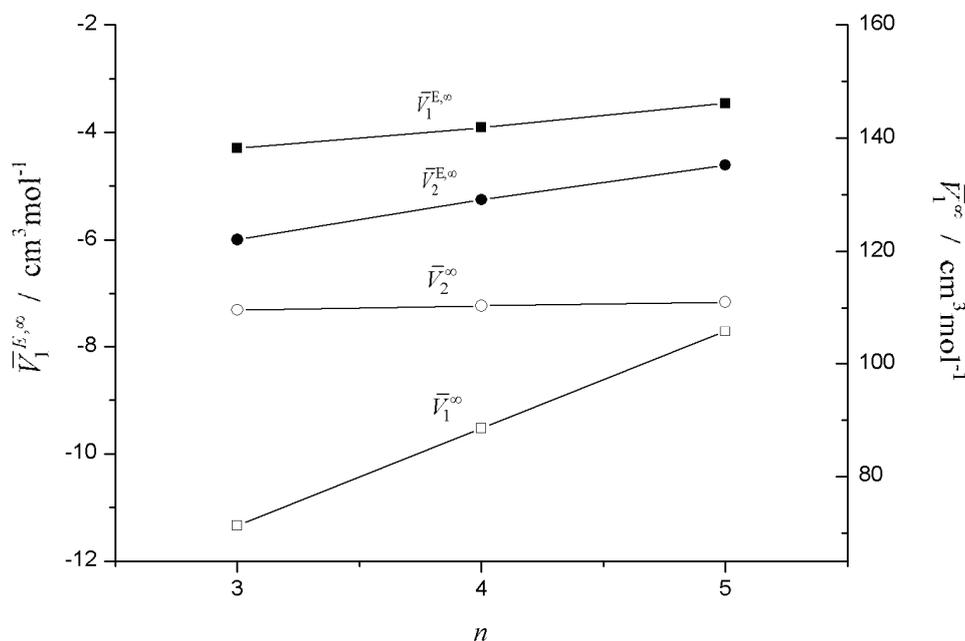 -2
-4
-6
-8
-10
-12
V̄₁^{E,∞} / cm³mol⁻¹
V̄₁^{E,∞}
V̄₂^{E,∞}
V̄₂^∞
V̄₁^∞
160
140
120
100
80
V̄₁^∞ / cm³mol⁻¹
3 4 5
n